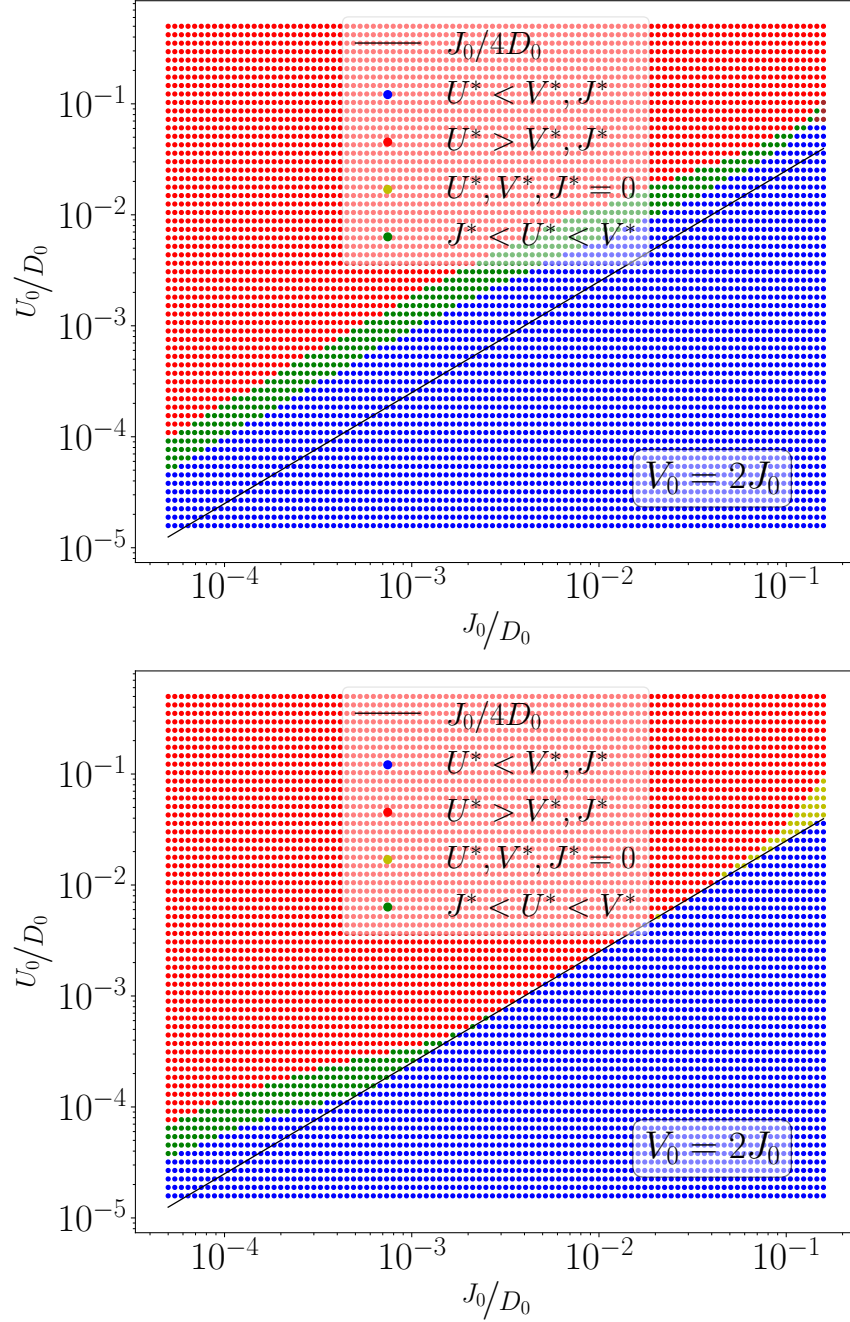 J_0/4D_0
U^* < V^*, J^*
U^* > V^*, J^*
U^*, V^*, J^* = 0
J^* < U^* < V^*
10^{-1}
10^{-2}
10^{-3}
10^{-4}
10^{-5}
U_0/D_0
V_0 = 2J_0
10^{-4} 10^{-3} 10^{-2} 10^{-1}
J_0/D_0
J_0/4D_0
U^* < V^*, J^*
U^* > V^*, J^*
U^*, V^*, J^* = 0
J^* < U^* < V^*
10^{-1}
10^{-2}
10^{-3}
10^{-4}
10^{-5}
U_0/D_0
V_0 = 2J_0
10^{-4} 10^{-3} 10^{-2} 10^{-1}
J_0/D_0